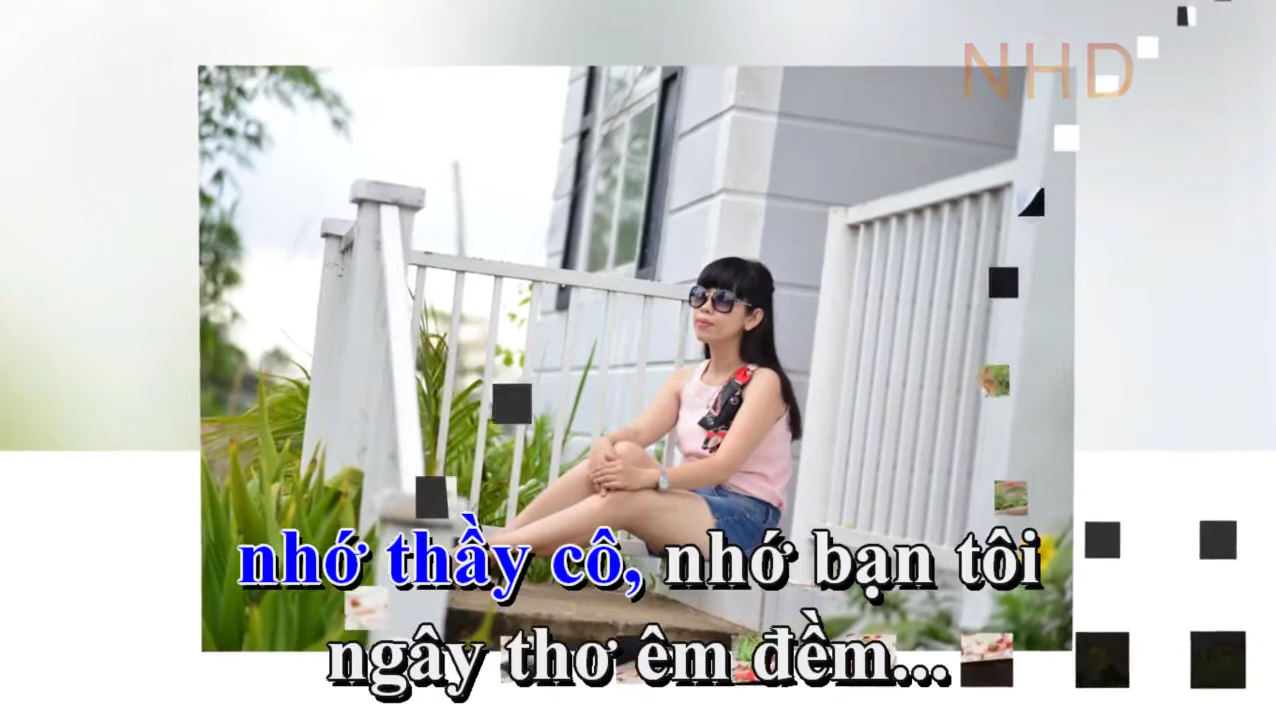 NHD
nhớ thầy cô, nhớ bạn tôi
ngây thơ êm đềm...